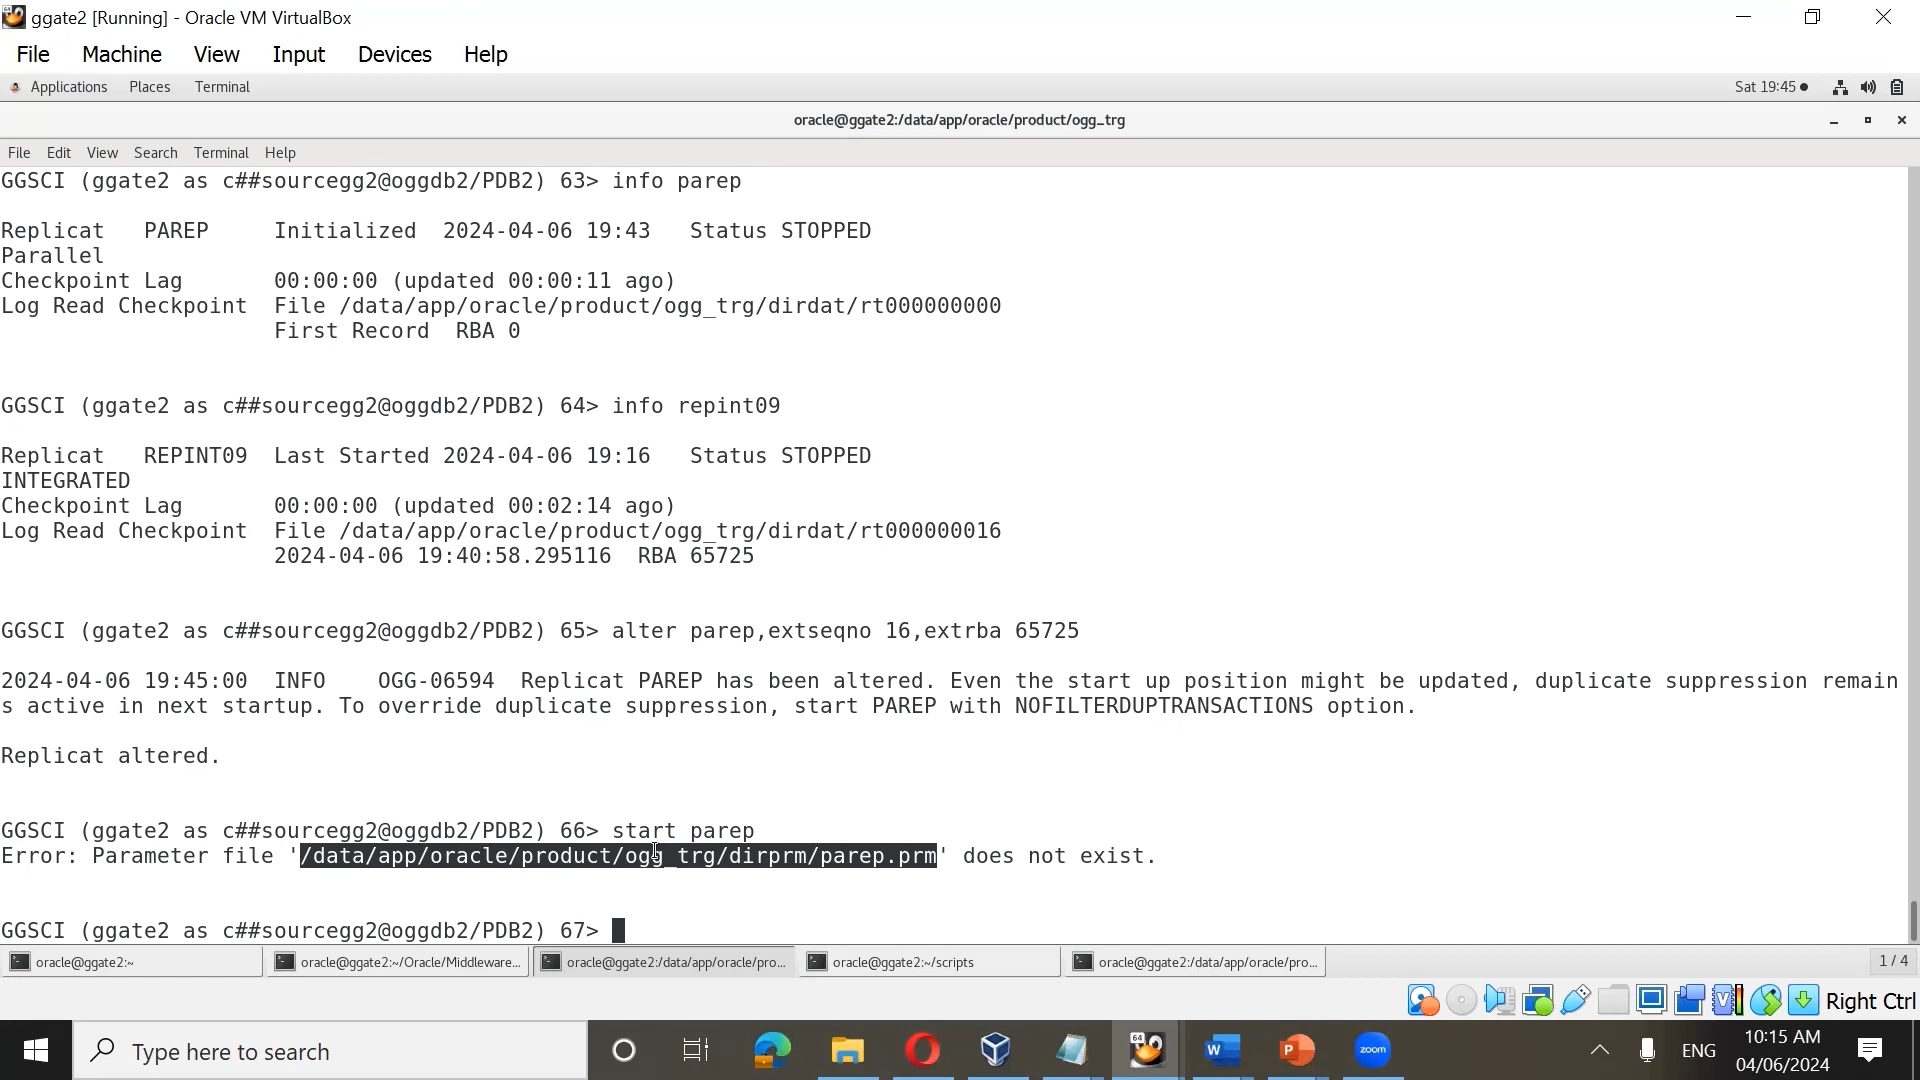 ggate2 [Running] - Oracle VM VirtualBox
File Machine View Input Devices Help
Applications Places Terminal Sat 19:45
oracle@ggate2:/data/app/oracle/product/ogg_trg
File Edit View Search Terminal Help
GGSCI (ggate2 as c##sourcegg2@oggdb2/PDB2) 63> info parep
Replicat PAREP Initialized 2024-04-06 19:43 Status STOPPED
Parallel
Checkpoint Lag 00:00:00 (updated 00:00:11 ago)
Log Read Checkpoint File /data/app/oracle/product/ogg_trg/dirdat/rt000000000
First Record RBA 0
GGSCI (ggate2 as c##sourcegg2@oggdb2/PDB2) 64> info repint09
Replicat REPINT09 Last Started 2024-04-06 19:16 Status STOPPED
INTEGRATED
Checkpoint Lag 00:00:00 (updated 00:02:14 ago)
Log Read Checkpoint File /data/app/oracle/product/ogg_trg/dirdat/rt000000016
2024-04-06 19:40:58.295116 RBA 65725
GGSCI (ggate2 as c##sourcegg2@oggdb2/PDB2) 65> alter parep,extseqno 16,extrba 65725
2024-04-06 19:45:00 INFO OGG-06594 Replicat PAREP has been altered. Even the start up position might be updated, duplicate suppression remain
s active in next startup. To override duplicate suppression, start PAREP with NOFILTERDUPTRANSACTIONS option.
Replicat altered.
GGSCI (ggate2 as c##sourcegg2@oggdb2/PDB2) 66> start parep
Error: Parameter file '/data/app/oracle/product/ogg_trg/dirprm/parep.prm' does not exist.
GGSCI (ggate2 as c##sourcegg2@oggdb2/PDB2) 67>
oracle@ggate2:~ oracle@ggate2:~/Oracle/Middleware... oracle@ggate2:/data/app/oracle/pro... oracle@ggate2:~/scripts oracle@ggate2:/data/app/oracle/pro... 1 / 4
Right Ctrl
Type here to search zoom ENG 10:15 AM
04/06/2024